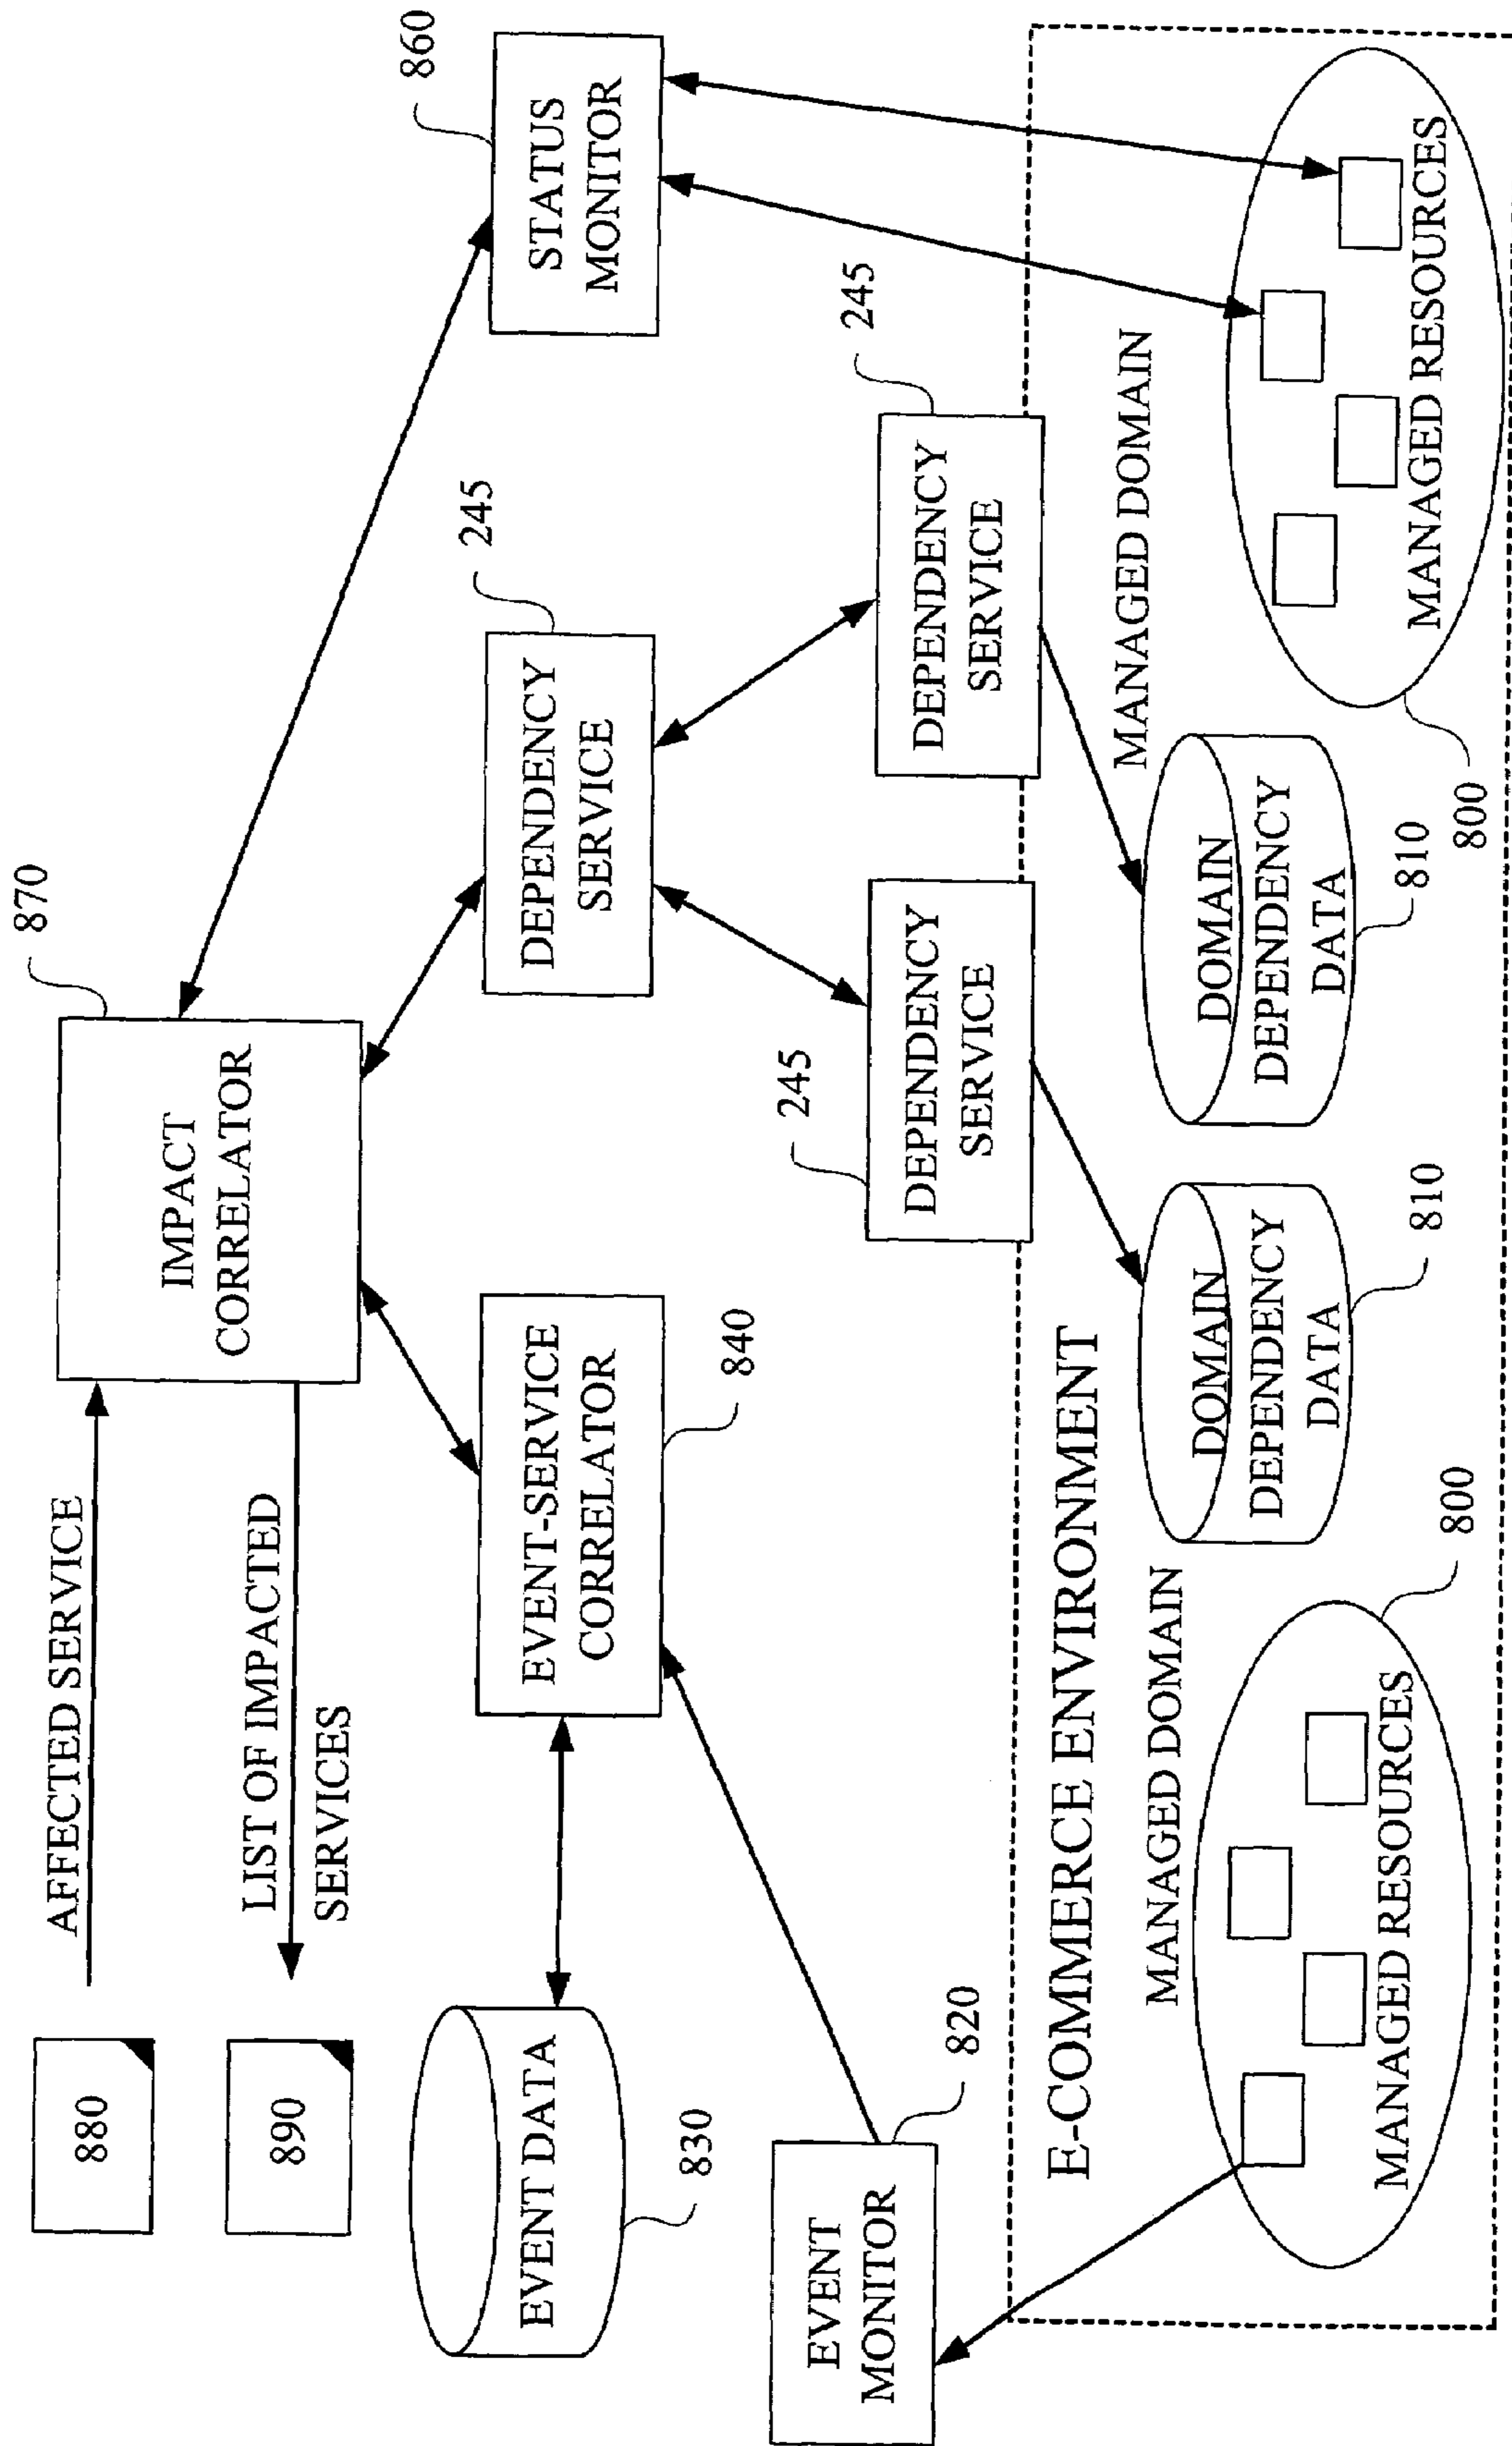 880
AFFECTED SERVICE
870
890
LIST OF IMPACTED
SERVICES
IMPACT
CORRELATOR
860
EVENT DATA
830
EVENT-SERVICE
CORRELATOR
840
DEPENDENCY
SERVICE
245
STATUS
MONITOR
EVENT
MONITOR
820
245
DEPENDENCY
SERVICE
245
DEPENDENCY
SERVICE
E-COMMERCE ENVIRONMENT
MANAGED DOMAIN
MANAGED RESOURCES
800
DOMAIN
DEPENDENCY
DATA
810
DOMAIN
DEPENDENCY
DATA
810
MANAGED DOMAIN
MANAGED RESOURCES
800